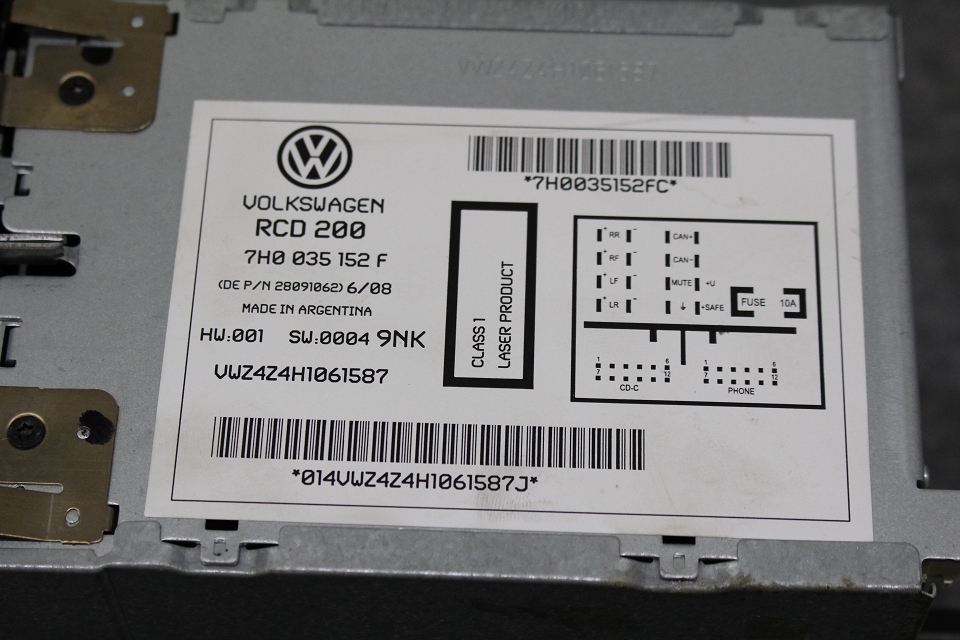 VWZ4Z4H1061587
VW
VOLKSWAGEN
RCD 200
7H0 035 152 F
(DE P/N 28091062) 6/08
MADE IN ARGENTINA
HW:001 SW:0004 9NK
VWZ4Z4H1061587
*014VWZ4Z4H1061587J*
CLASS 1
LASER PRODUCT
*7H0035152FC*
+ RR - CAN+
+ RF - CAN-
+ LF - MUTE +U
+ LR - ⏚ +SAFE
FUSE 10A
1 6 1 6
7 12 7 12
CD-C PHONE